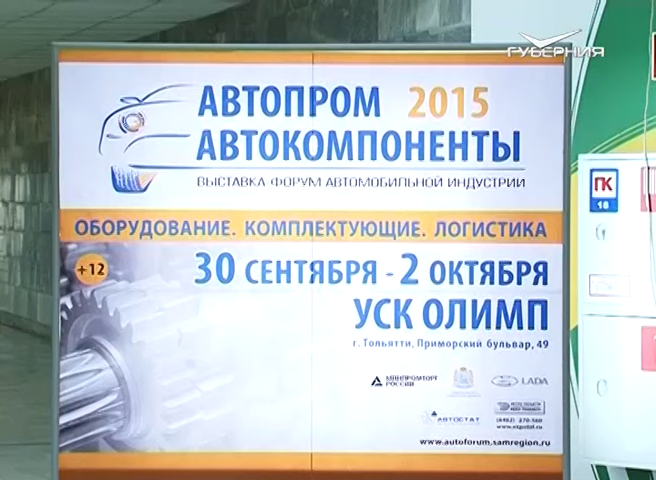 ГУБЕРНИЯ
АВТОПРОМ 2015
АВТОКОМПОНЕНТЫ
ВЫСТАВКА ФОРУМ АВТОМОБИЛЬНОЙ ИНДУСТРИИ
ОБОРУДОВАНИЕ. КОМПЛЕКТУЮЩИЕ. ЛОГИСТИКА
+12
30 СЕНТЯБРЯ - 2 ОКТЯБРЯ
УСК ОЛИМП
г. Тольятти, Приморский бульвар, 49
МИНПРОМТОРГ
РОССИИ
LADA
АВТОСТАТ
www.autoforum.samregion.ru
ПК
16